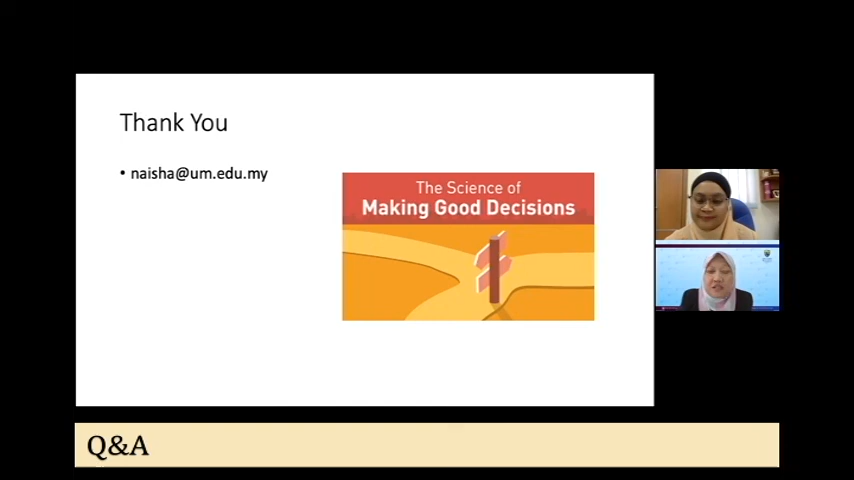 Thank You
• naisha@um.edu.my
The Science of
Making Good Decisions
Q&A